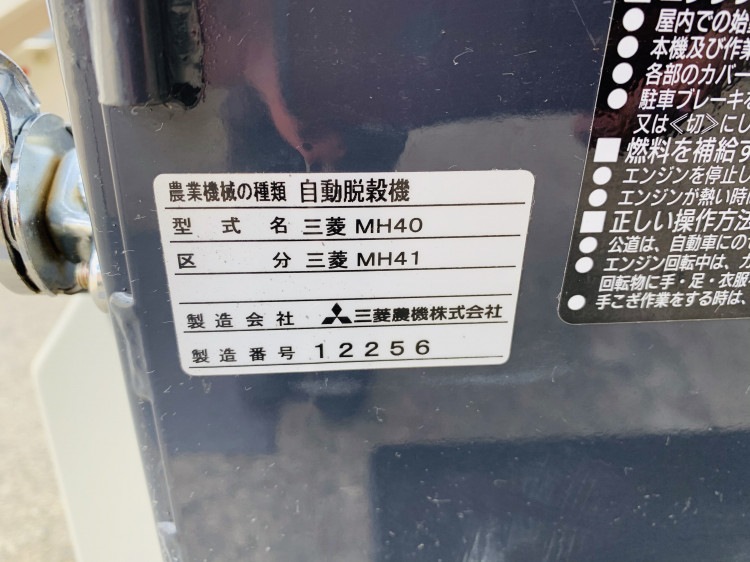 農業機械の種類 自動脱穀機
型式名 三菱 MH40
区分 三菱 MH41
製造会社 三菱農機株式会社
製造番号 12256
● 屋内での始
● 本機及び作業
● 各部のカバー
● 駐車ブレーキを
又は≪切≫にし
■ 燃料を補給す
● エンジンを停止し
● エンジンが熱い時は
■ 正しい操作方法
● 公道は、自動車にの
● エンジン回転中は、カ
回転物に手・足・衣服
● 手こぎ作業をする時は、